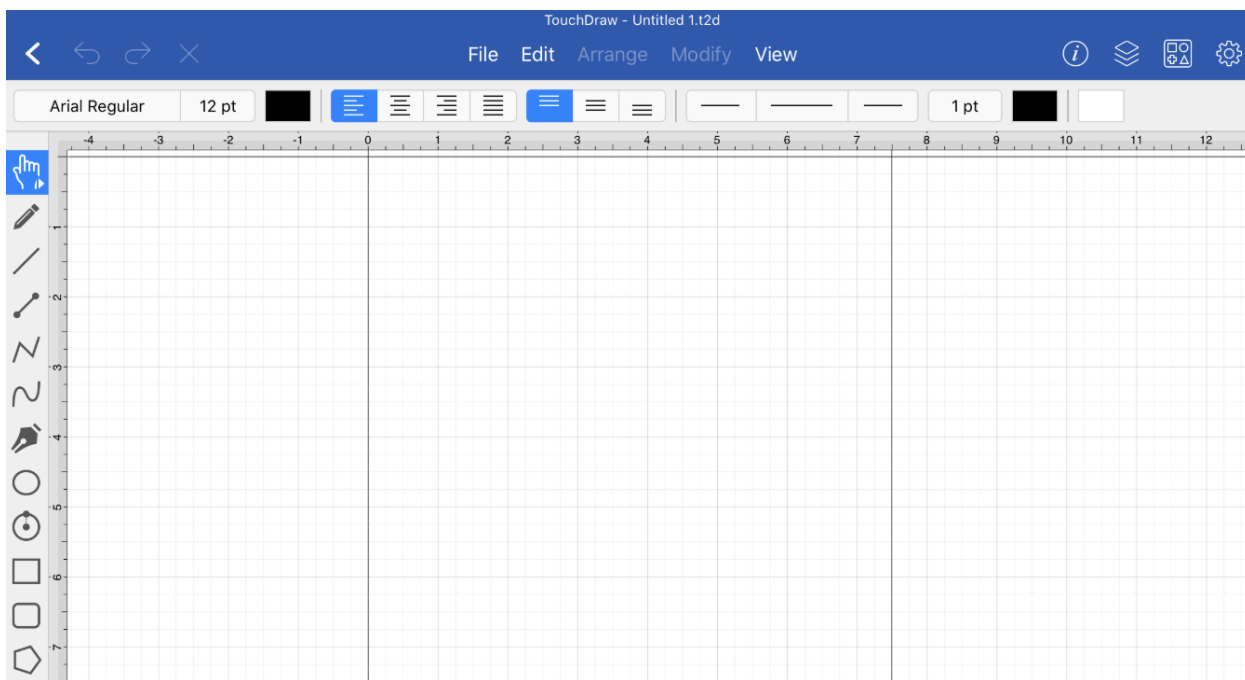 TouchDraw - Untitled 1.t2d
File Edit Arrange Modify View
Arial Regular 12 pt 1 pt
-4 -3 -2 -1 0 1 2 3 4 5 6 7 8 9 10 11 12
1
2
3
4
5
6
7